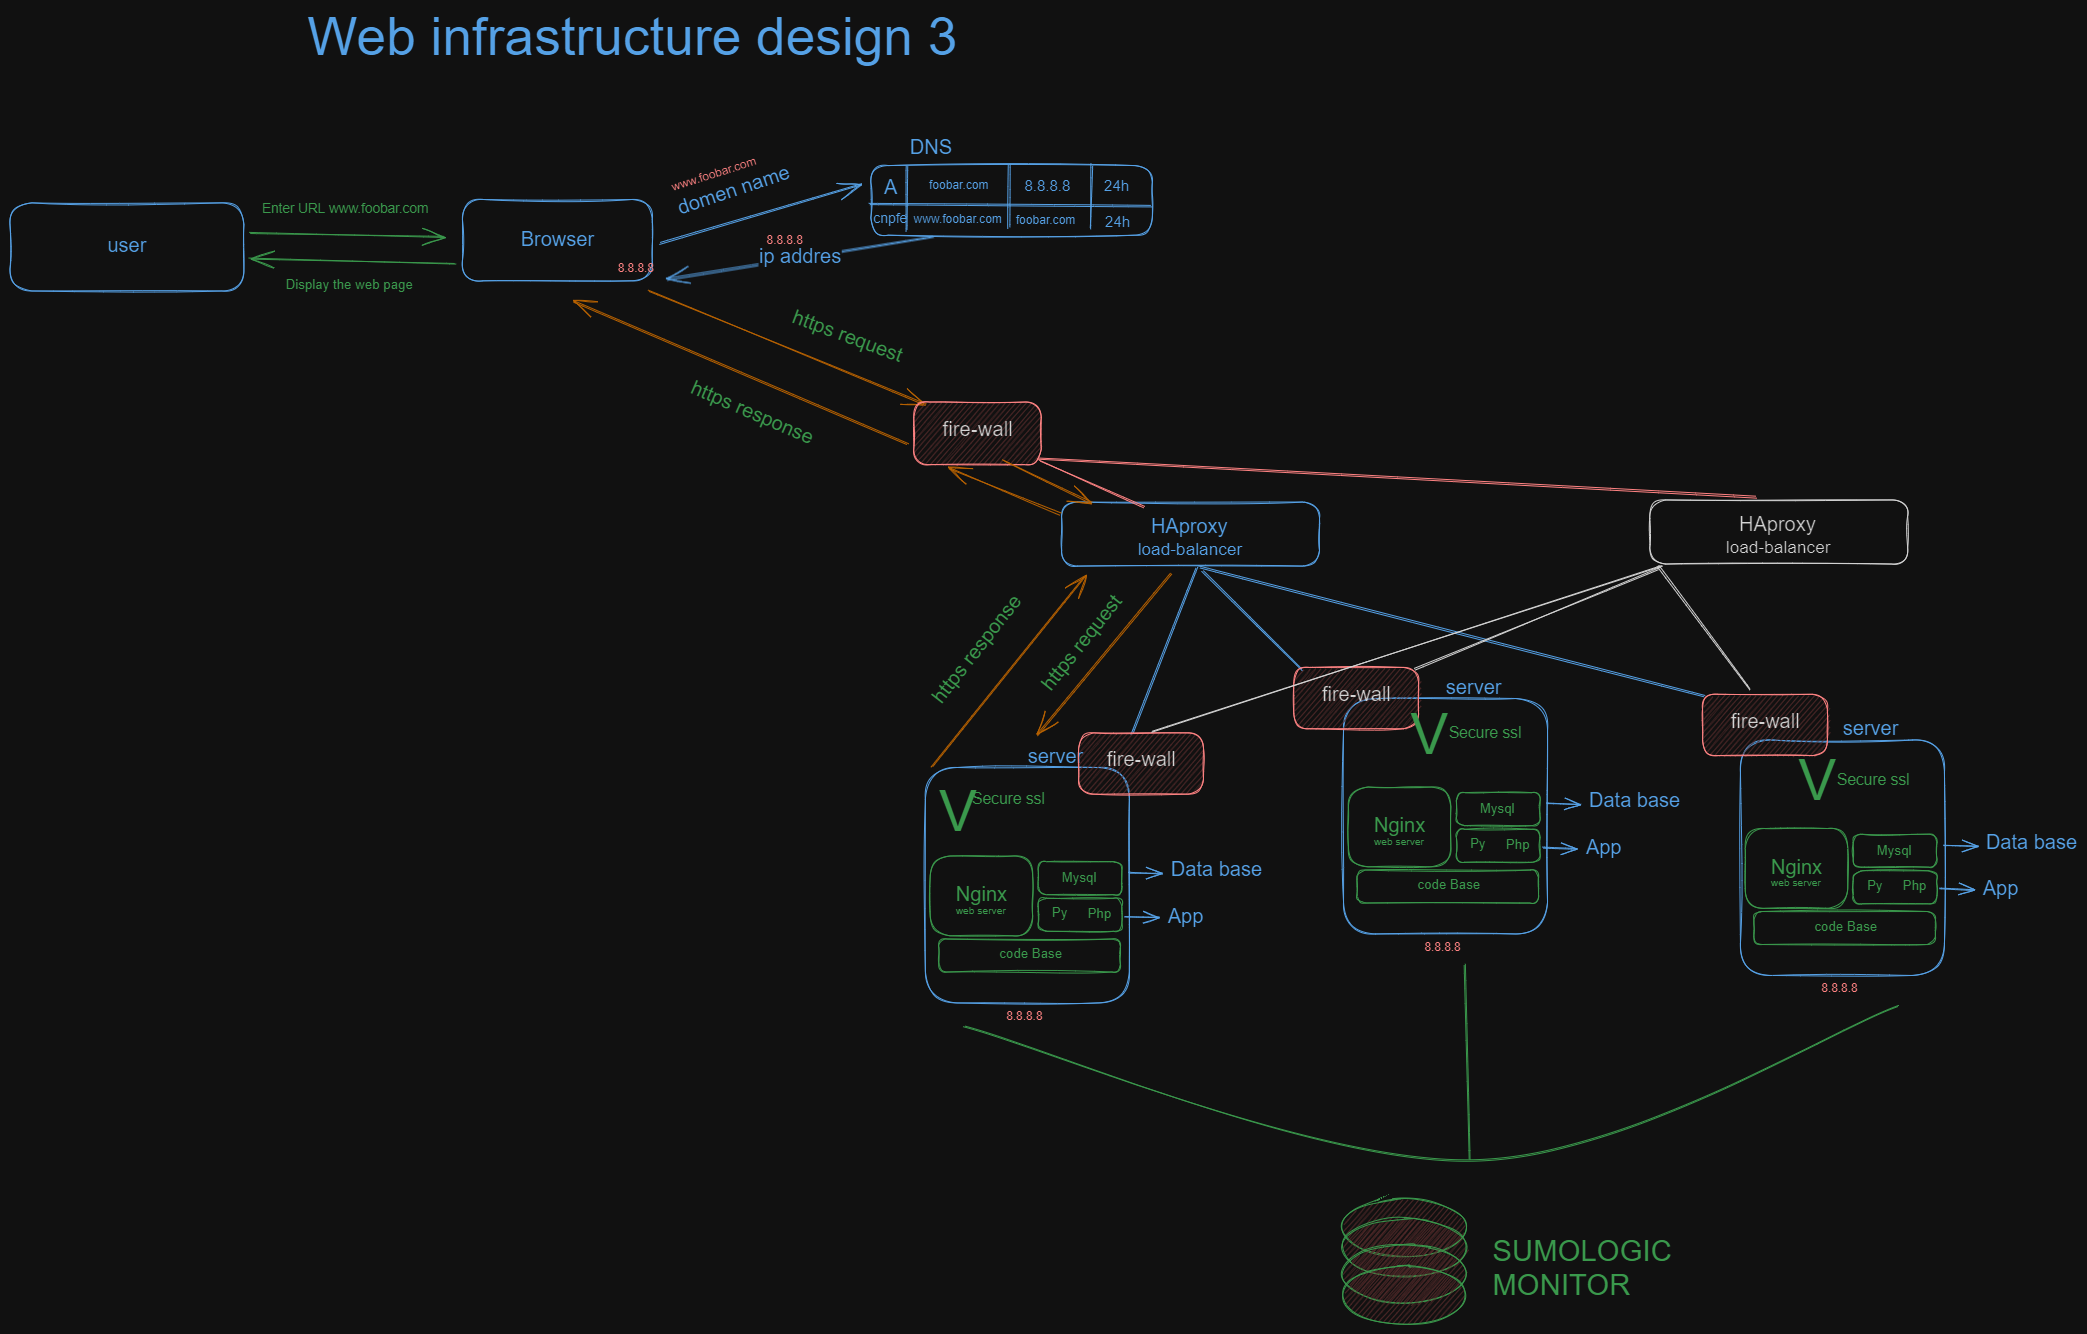 Web infrastructure design 3
DNS
A
foobar.com
8.8.8.8
24h
cnpfe
www.foobar.com
foobar.com
24h
user
Enter URL www.foobar.com
Display the web page
Browser
8.8.8.8
www.foobar.com
domen name
8.8.8.8
ip addres
https request
https response
fire-wall
HAproxy
load-balancer
HAproxy
load-balancer
https response
https request
server
fire-wall
V Secure ssl
Nginx
web server
Mysql
Py Php
code Base
Data base
App
8.8.8.8
fire-wall
server
V Secure ssl
Nginx
web server
Mysql
Py Php
code Base
Data base
App
8.8.8.8
fire-wall
server
V Secure ssl
Nginx
web server
Mysql
Py Php
code Base
Data base
App
8.8.8.8
SUMOLOGIC
MONITOR